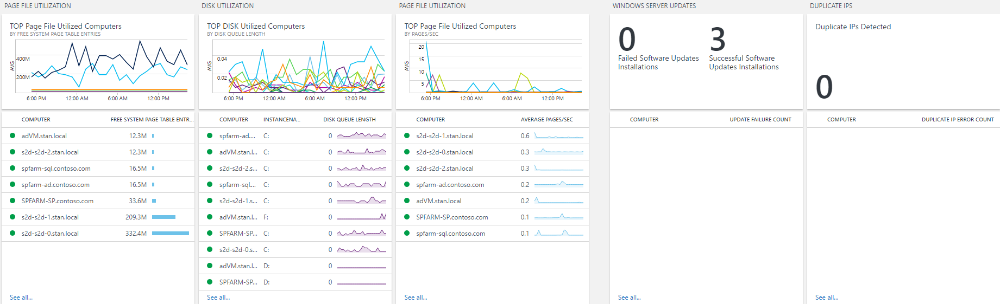 PAGE FILE UTILIZATION
TOP Page File Utilized Computers
BY FREE SYSTEM PAGE TABLE ENTRIES
AVG
400M
200M
6:00 PM 12:00 AM 6:00 AM 12:00 PM
COMPUTER FREE SYSTEM PAGE TABLE ENTR...
adVM.stan.local 12.3M
s2d-s2d-2.stan.local 12.3M
spfarm-sql.contoso.com 16.5M
spfarm-ad.contoso.com 16.5M
SPFARM-SP.contoso.com 33.6M
s2d-s2d-1.stan.local 209.3M
s2d-s2d-0.stan.local 332.4M
See all...
DISK UTILIZATION
TOP DISK Utilized Computers
BY DISK QUEUE LENGTH
AVG
0.04
0.02
6:00 PM 12:00 AM 6:00 AM 12:00 PM
COMPUTER INSTANCENA... DISK QUEUE LENGTH
spfarm-ad.... C: 0
adVM.stan.l... C: 0
s2d-s2d-2.s... C: 0
spfarm-sql.... C: 0
s2d-s2d-1.s... C: 0
adVM.stan.l... F: 0
SPFARM-SP... C: 0
s2d-s2d-0.s... C: 0
adVM.stan.l... D: 0
SPFARM-SP... D: 0
See all...
PAGE FILE UTILIZATION
TOP Page File Utilized Computers
BY PAGES/SEC
AVG
20
15
10
5
6:00 PM 12:00 AM 6:00 AM 12:00 PM
COMPUTER AVERAGE PAGES/SEC
s2d-s2d-1.stan.local 0.6
s2d-s2d-0.stan.local 0.3
s2d-s2d-2.stan.local 0.3
spfarm-ad.contoso.com 0.2
adVM.stan.local 0.2
SPFARM-SP.contoso.com 0.1
spfarm-sql.contoso.com 0.1
See all...
WINDOWS SERVER UPDATES
0
Failed Software Updates
Installations
3
Successful Software
Updates Installations
COMPUTER UPDATE FAILURE COUNT
See all...
DUPLICATE IPS
Duplicate IPs Detected
0
COMPUTER DUPLICATE IP ERROR COUNT
See all...